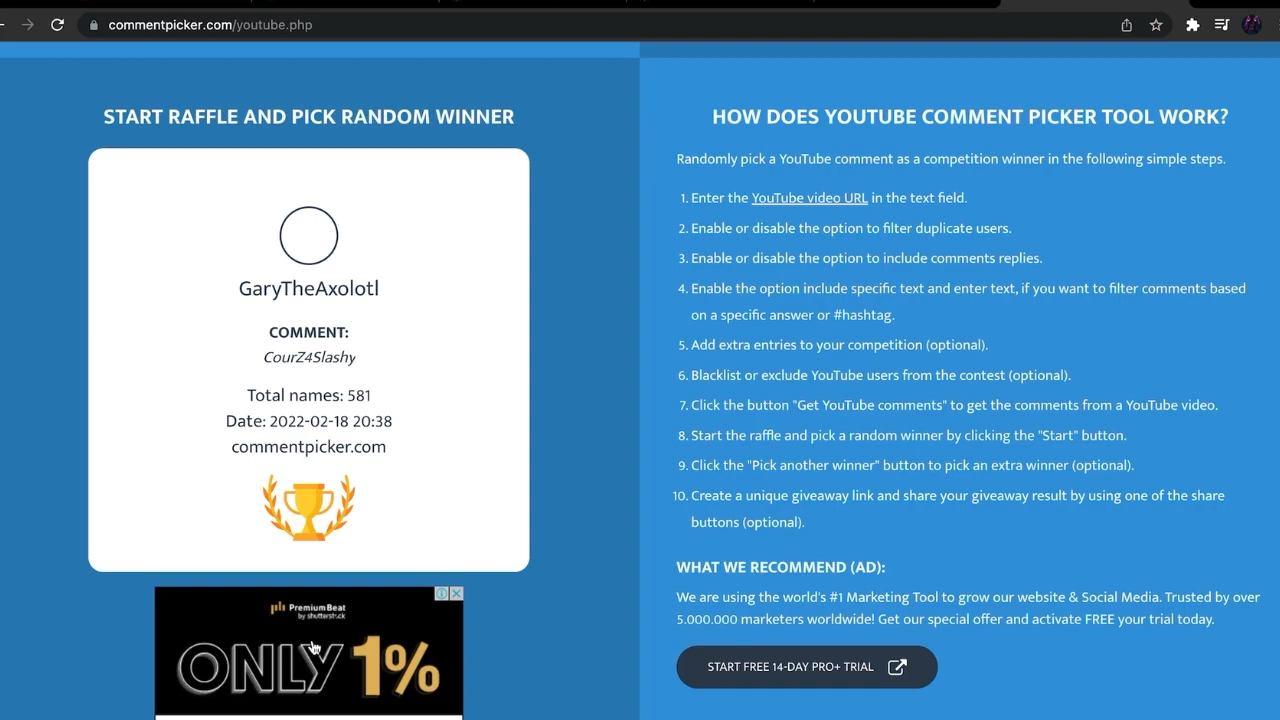 commentpicker.com/youtube.php
START RAFFLE AND PICK RANDOM WINNER
GaryTheAxolotl
COMMENT:
CourZ4Slashy
Total names: 581
Date: 2022-02-18 20:38
commentpicker.com
PremiumBeat
by shutterstock
ONLY 1%
HOW DOES YOUTUBE COMMENT PICKER TOOL WORK?
Randomly pick a YouTube comment as a competition winner in the following simple steps.
1. Enter the YouTube video URL in the text field.
2. Enable or disable the option to filter duplicate users.
3. Enable or disable the option to include comments replies.
4. Enable the option include specific text and enter text, if you want to filter comments based
on a specific answer or #hashtag.
5. Add extra entries to your competition (optional).
6. Blacklist or exclude YouTube users from the contest (optional).
7. Click the button "Get YouTube comments" to get the comments from a YouTube video.
8. Start the raffle and pick a random winner by clicking the "Start" button.
9. Click the "Pick another winner" button to pick an extra winner (optional).
10. Create a unique giveaway link and share your giveaway result by using one of the share
buttons (optional).
WHAT WE RECOMMEND (AD):
We are using the world's #1 Marketing Tool to grow our website & Social Media. Trusted by over
5.000.000 marketers worldwide! Get our special offer and activate FREE your trial today.
START FREE 14-DAY PRO+ TRIAL